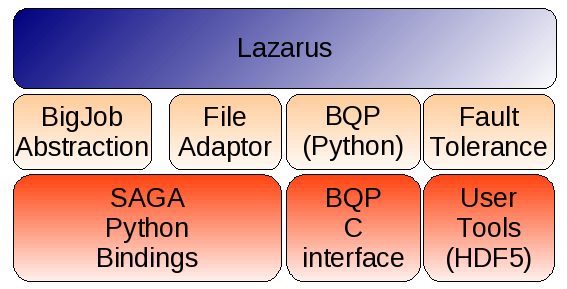 Lazarus
BigJob
Abstraction
File
Adaptor
BQP
(Python)
Fault
Tolerance
SAGA
Python
Bindings
BQP
C
interface
User
Tools
(HDF5)